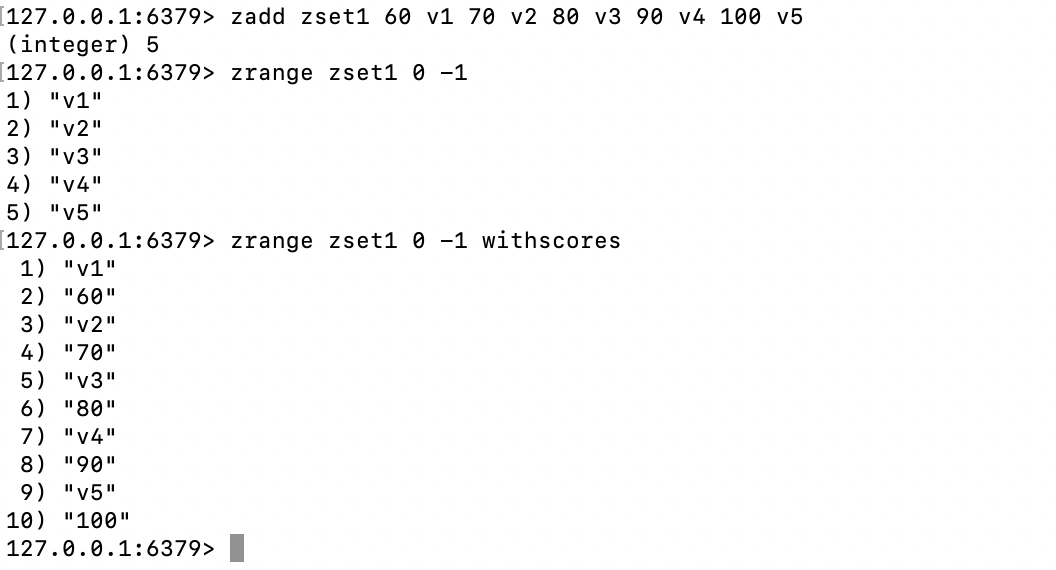 [127.0.0.1:6379> zadd zset1 60 v1 70 v2 80 v3 90 v4 100 v5
(integer) 5
[127.0.0.1:6379> zrange zset1 0 -1
1) "v1"
2) "v2"
3) "v3"
4) "v4"
5) "v5"
[127.0.0.1:6379> zrange zset1 0 -1 withscores
 1) "v1"
 2) "60"
 3) "v2"
 4) "70"
 5) "v3"
 6) "80"
 7) "v4"
 8) "90"
 9) "v5"
10) "100"
127.0.0.1:6379>